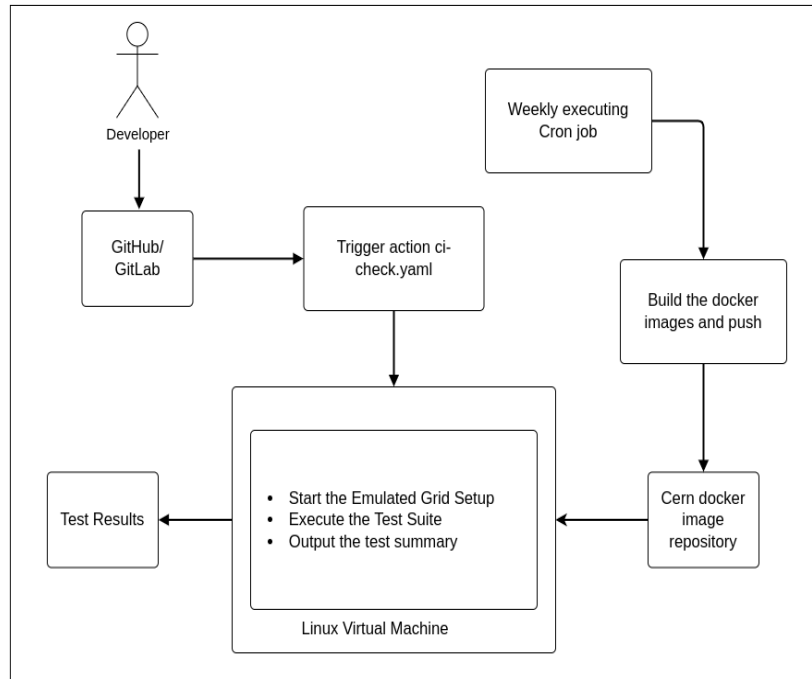 Developer
Weekly executing
Cron job
GitHub/
GitLab
Trigger action ci-
check.yaml
Build the docker
images and push
Test Results
• Start the Emulated Grid Setup
• Execute the Test Suite
• Output the test summary
Cern docker
image
repository
Linux Virtual Machine